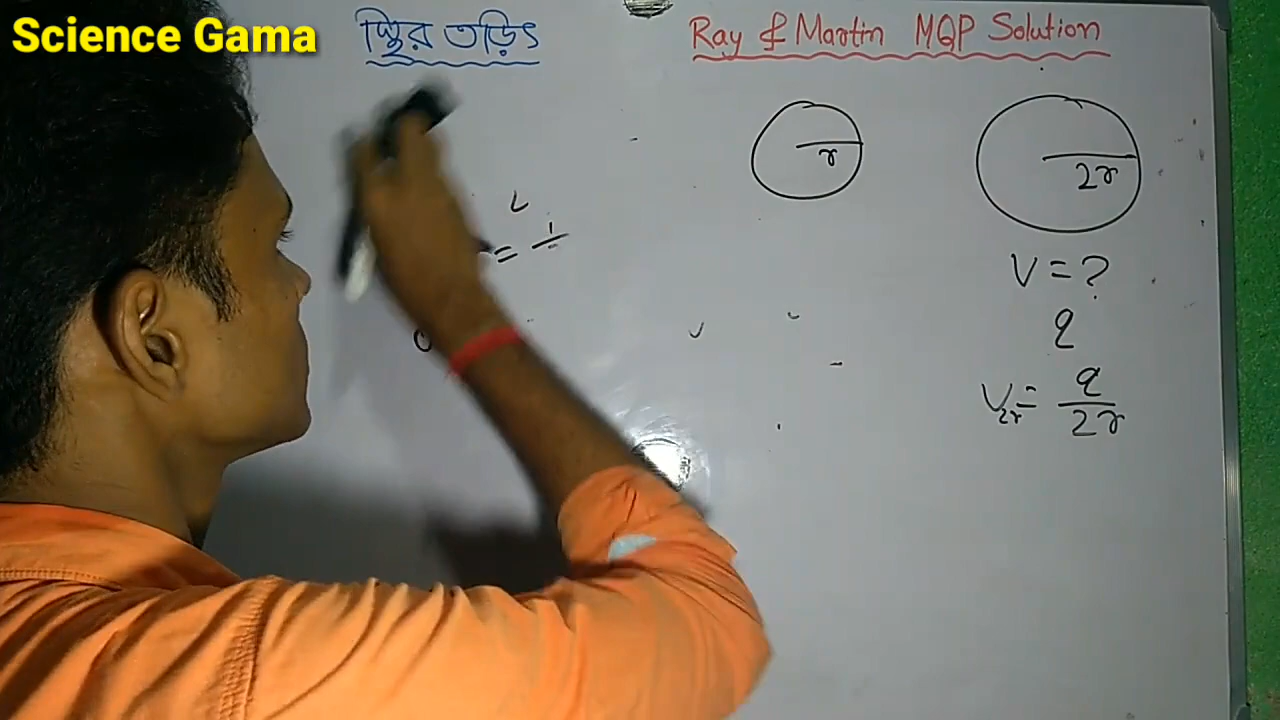 Science Gama
স্থির তড়িৎ
Ray & Martin MQP Solution
r
2r
V = ?
q
V2r = q/2r